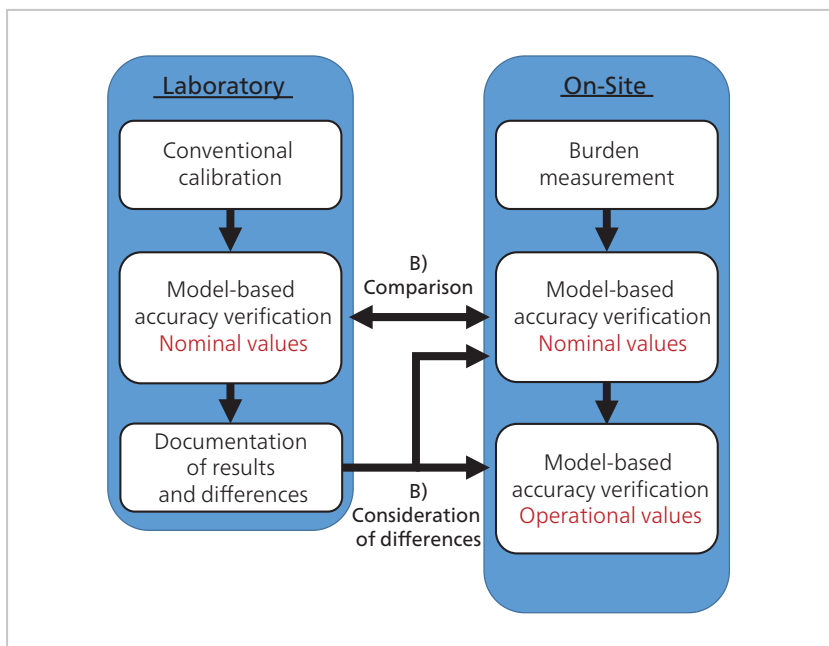 Laboratory
Conventional
calibration
Model-based
accuracy verification
Nominal values
Documentation
of results
and differences
B)
Comparison
B)
Consideration
of differences
On-Site
Burden
measurement
Model-based
accuracy verification
Nominal values
Model-based
accuracy verification
Operational values